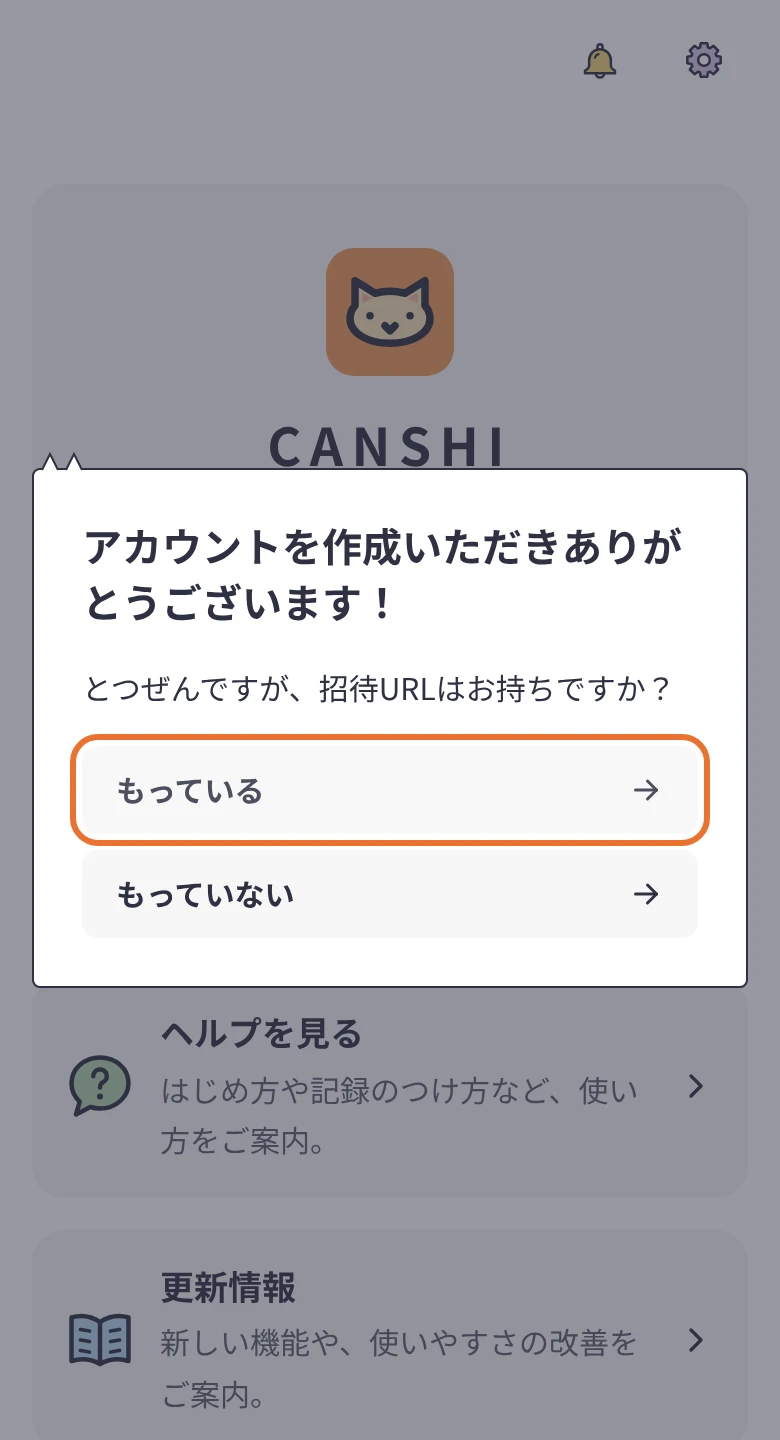 CANSHI
アカウントを作成いただきありが
とうございます！
とつぜんですが、招待URLはお持ちですか？
もっている
もっていない
ヘルプを見る
はじめ方や記録のつけ方など、使い
方をご案内。
更新情報
新しい機能や、使いやすさの改善を
ご案内。